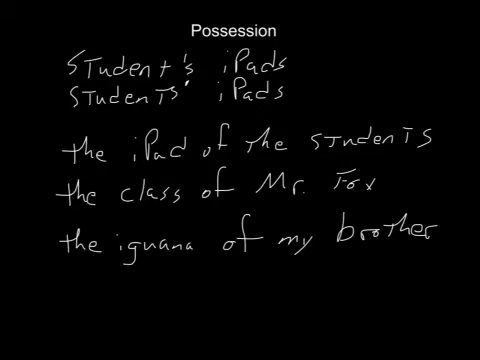 Possession
Student's iPads
Students' iPads
the iPad of the students
the class of Mr. Fox
the iguana of my brother